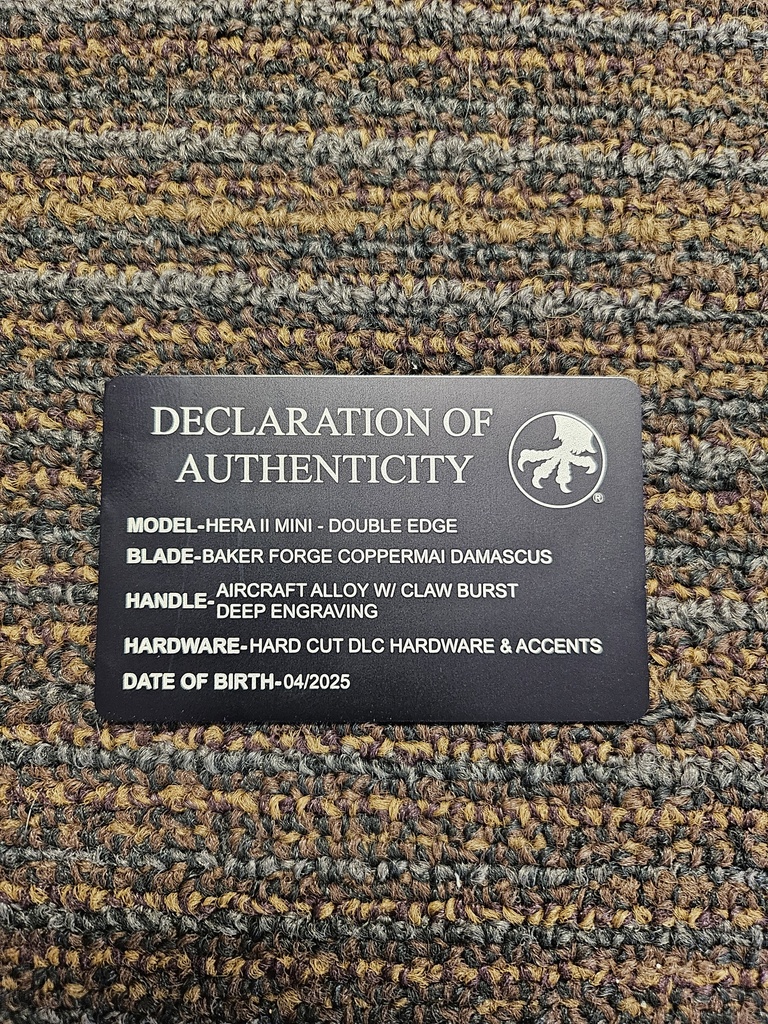 DECLARATION OF
AUTHENTICITY
®
MODEL-HERA II MINI - DOUBLE EDGE
BLADE-BAKER FORGE COPPERMAI DAMASCUS
HANDLE-AIRCRAFT ALLOY W/ CLAW BURST
DEEP ENGRAVING
HARDWARE-HARD CUT DLC HARDWARE & ACCENTS
DATE OF BIRTH-04/2025